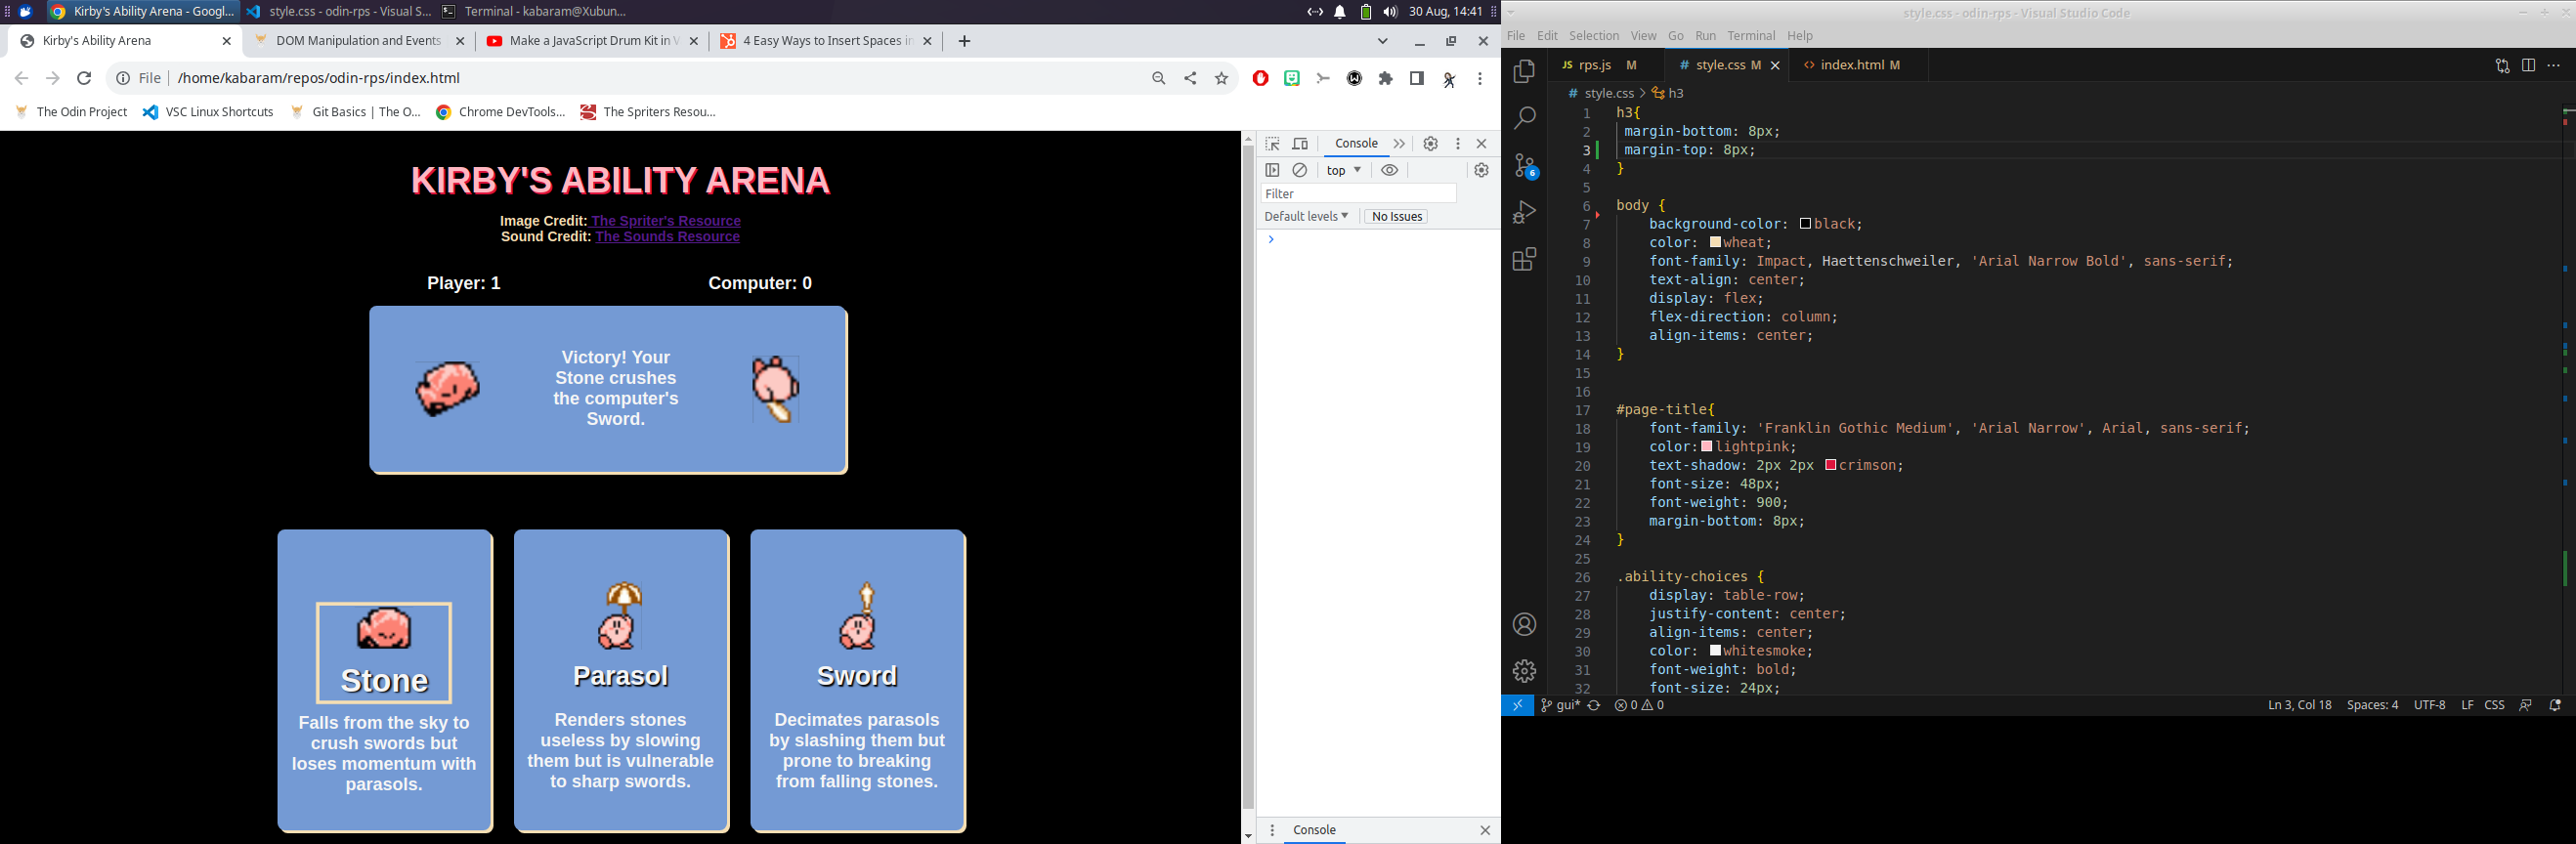 Kirby's Ability Arena - Googl...
style.css - odin-rps - Visual S...
Terminal - kabaram@Xubun...
30 Aug, 14:41
Kirby's Ability Arena
DOM Manipulation and Events
Make a JavaScript Drum Kit in V
4 Easy Ways to Insert Spaces in
File
/home/kabaram/repos/odin-rps/index.html
The Odin Project
VSC Linux Shortcuts
Git Basics | The O...
Chrome DevTools...
The Spriters Resou...
KIRBY'S ABILITY ARENA
Image Credit: The Spriter's Resource
Sound Credit: The Sounds Resource
Player: 1
Computer: 0
Victory! Your
Stone crushes
the computer's
Sword.
Stone
Falls from the sky to
crush swords but
loses momentum with
parasols.
Parasol
Renders stones
useless by slowing
them but is vulnerable
to sharp swords.
Sword
Decimates parasols
by slashing them but
prone to breaking
from falling stones.
Console
top
Filter
Default levels
No Issues
Console
style.css - odin-rps - Visual Studio Code
File Edit Selection View Go Run Terminal Help
rps.js M
# style.css M
index.html M
# style.css > h3
6
1 h3{
2 margin-bottom: 8px;
3 margin-top: 8px;
4 }
5
6 body {
7 background-color: black;
8 color: wheat;
9 font-family: Impact, Haettenschweiler, 'Arial Narrow Bold', sans-serif;
10 text-align: center;
11 display: flex;
12 flex-direction: column;
13 align-items: center;
14 }
15
16
17 #page-title{
18 font-family: 'Franklin Gothic Medium', 'Arial Narrow', Arial, sans-serif;
19 color: lightpink;
20 text-shadow: 2px 2px crimson;
21 font-size: 48px;
22 font-weight: 900;
23 margin-bottom: 8px;
24 }
25
26 .ability-choices {
27 display: table-row;
28 justify-content: center;
29 align-items: center;
30 color: whitesmoke;
31 font-weight: bold;
32 font-size: 24px;
gui*
0 0
Ln 3, Col 18
Spaces: 4
UTF-8
LF
CSS